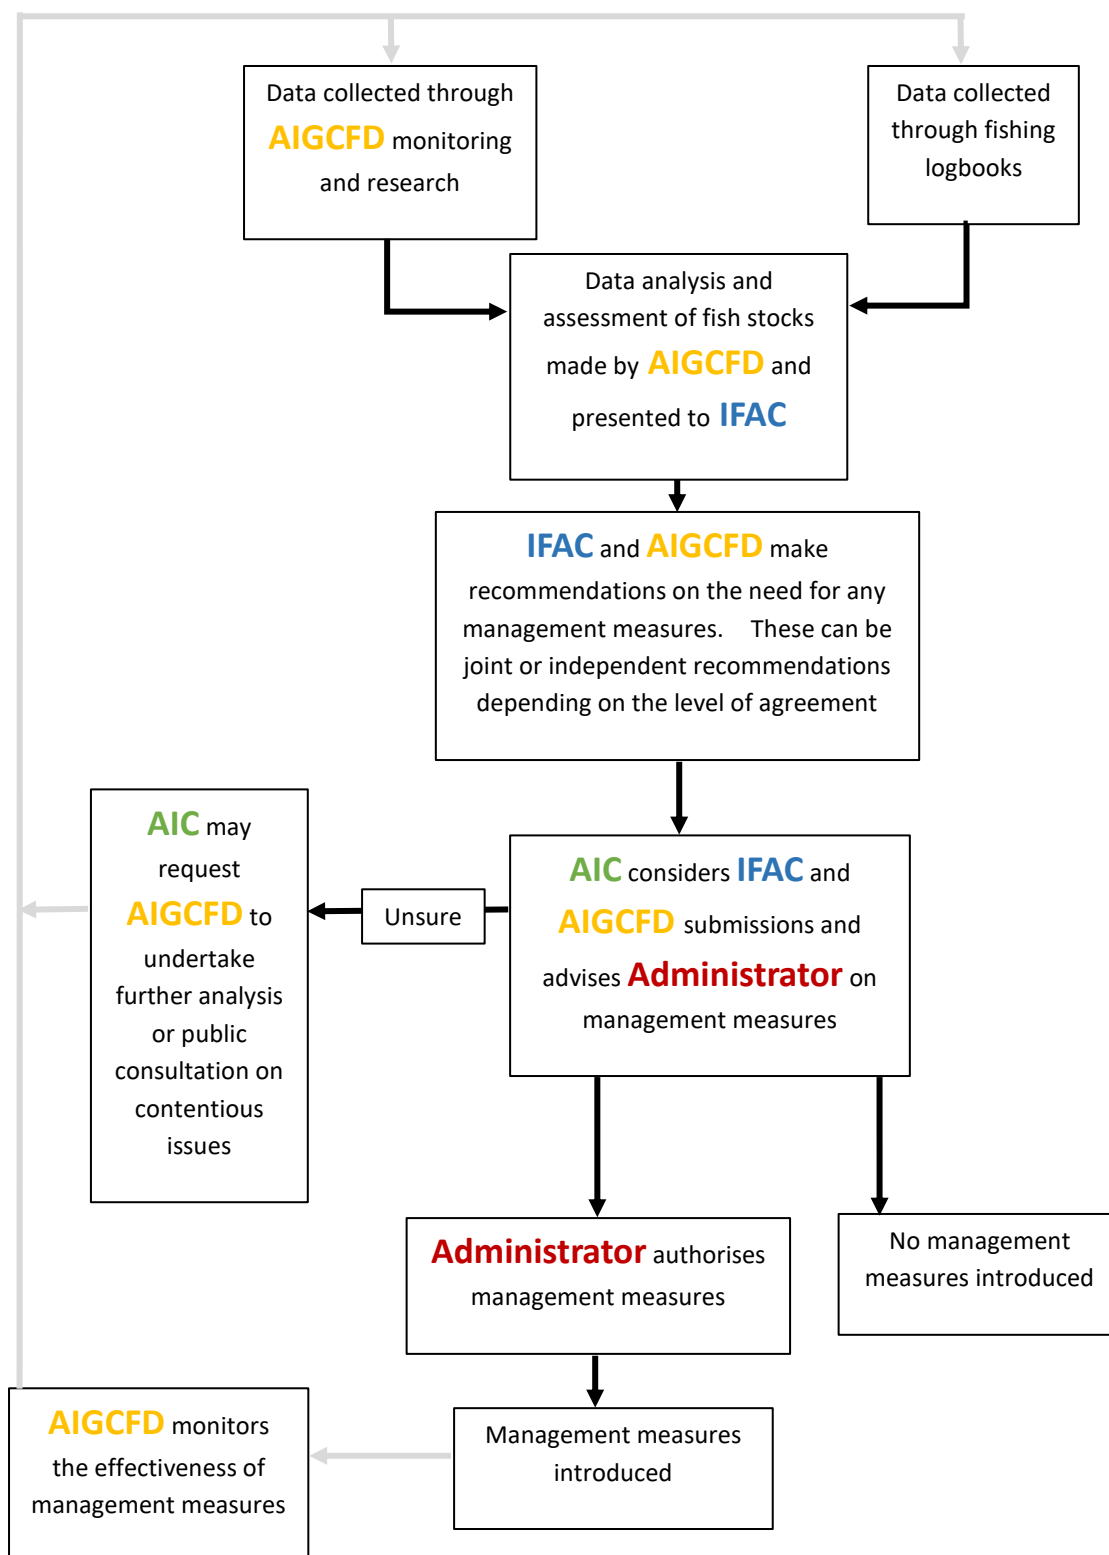 Data collected through
AIGCFD monitoring
and research
Data collected
through fishing
logbooks
Data analysis and
assessment of fish stocks
made by AIGCFD and
presented to IFAC
IFAC and AIGCFD make
recommendations on the need for any
management measures. These can be
joint or independent recommendations
depending on the level of agreement
AIC may
request
AIGCFD to
undertake
further analysis
or public
consultation on
contentious
issues
Unsure
AIC considers IFAC and
AIGCFD submissions and
advises Administrator on
management measures
Administrator authorises
management measures
No management
measures introduced
AIGCFD monitors
the effectiveness of
management measures
Management measures
introduced